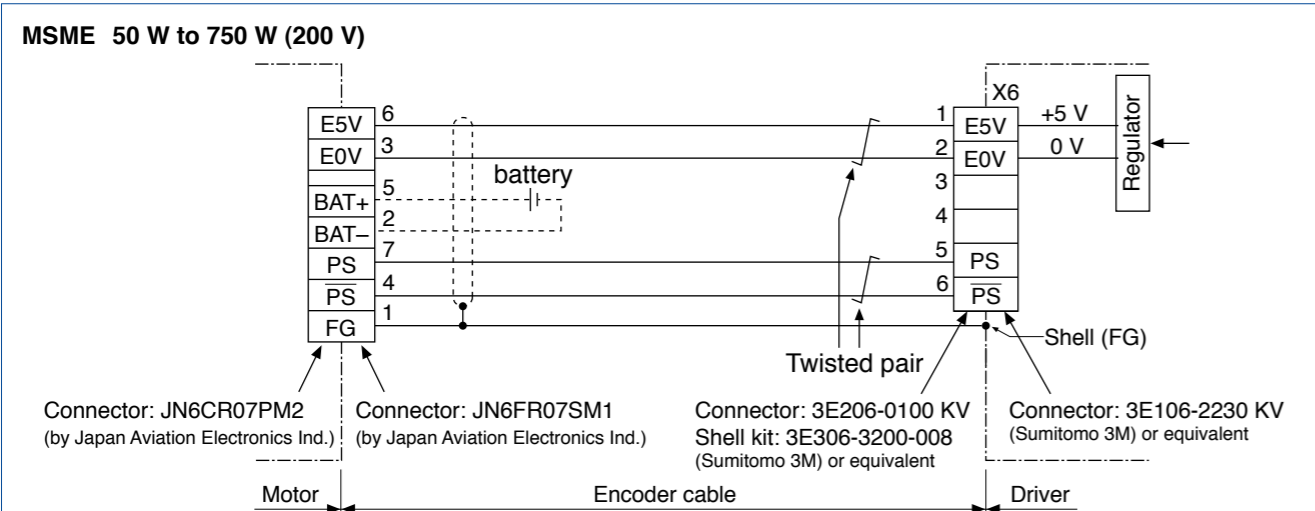 MSME 50 W to 750 W (200 V)
X6
E5V 6 1 E5V +5 V
E0V 3 2 E0V 0 V
Regulator
battery
3
BAT+ 5
4
BAT– 2
PS 7 5 PS
PS 4 6 PS
FG 1
Shell (FG)
Twisted pair
Connector: JN6CR07PM2
(by Japan Aviation Electronics Ind.)
Connector: JN6FR07SM1
(by Japan Aviation Electronics Ind.)
Connector: 3E206-0100 KV
Shell kit: 3E306-3200-008
(Sumitomo 3M) or equivalent
Connector: 3E106-2230 KV
(Sumitomo 3M) or equivalent
Motor
Encoder cable
Driver